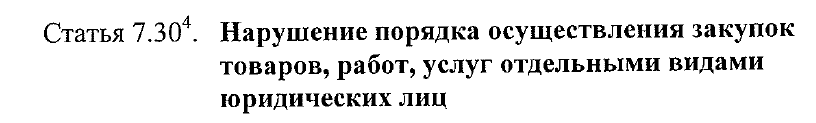 Статья 7.30⁴. Нарушение порядка осуществления закупок
товаров, работ, услуг отдельными видами
юридических лиц